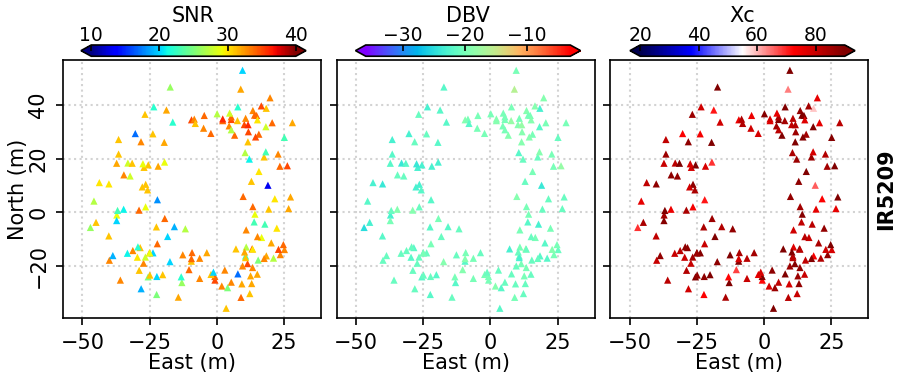 SNR DBV Xc
10 20 30 40 −30 −20 −10 20 40 60 80
North (m)
40
20
0
−20
−50 −25 0 25 −50 −25 0 25 −50 −25 0 25
East (m) East (m) East (m)
IR5209